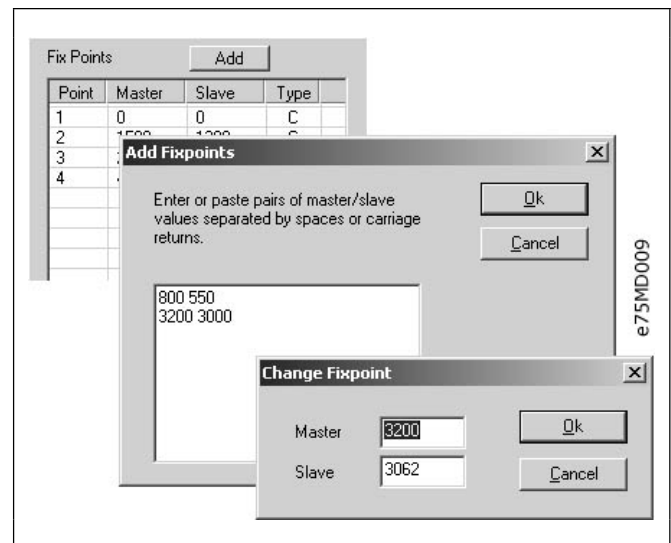 Fix Points Add
Point Master Slave Type
1 0 0 C
2
3
4
Add Fixpoints
Enter or paste pairs of master/slave
values separated by spaces or carriage
returns.
Ok
Cancel
800 550
3200 3000
Change Fixpoint
Master 3200
Slave 3062
Ok
Cancel
e75MD009